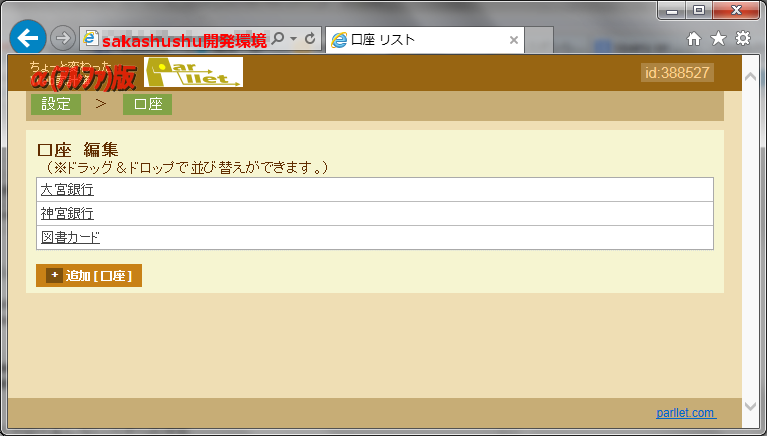 sakashushu開発環境
口座 リスト
ちょーと変わった
α(アルファ)版
Parllet
id:388527
設定 > 口座
口座 編集
(※ドラッグ&ドロップで並び替えができます。)
大宮銀行
神宮銀行
図書カード
+ 追加 [ 口座 ]
parllet.com